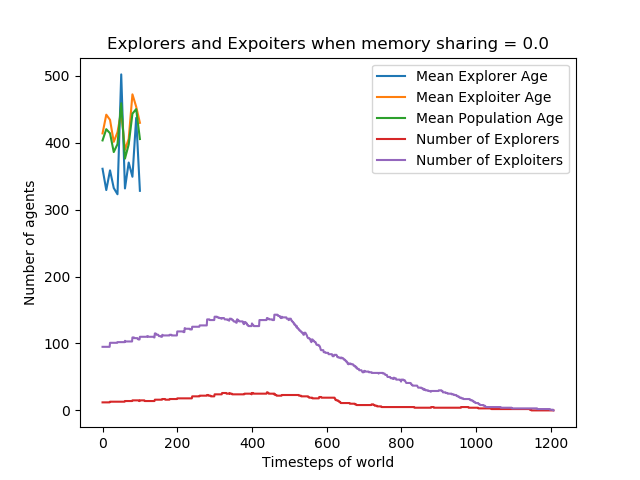 Explorers and Expoiters when memory sharing = 0.0
Mean Explorer Age
Mean Exploiter Age
Mean Population Age
Number of Explorers
Number of Exploiters
Number of agents
500
400
300
200
100
0
0 200 400 600 800 1000 1200
Timesteps of world